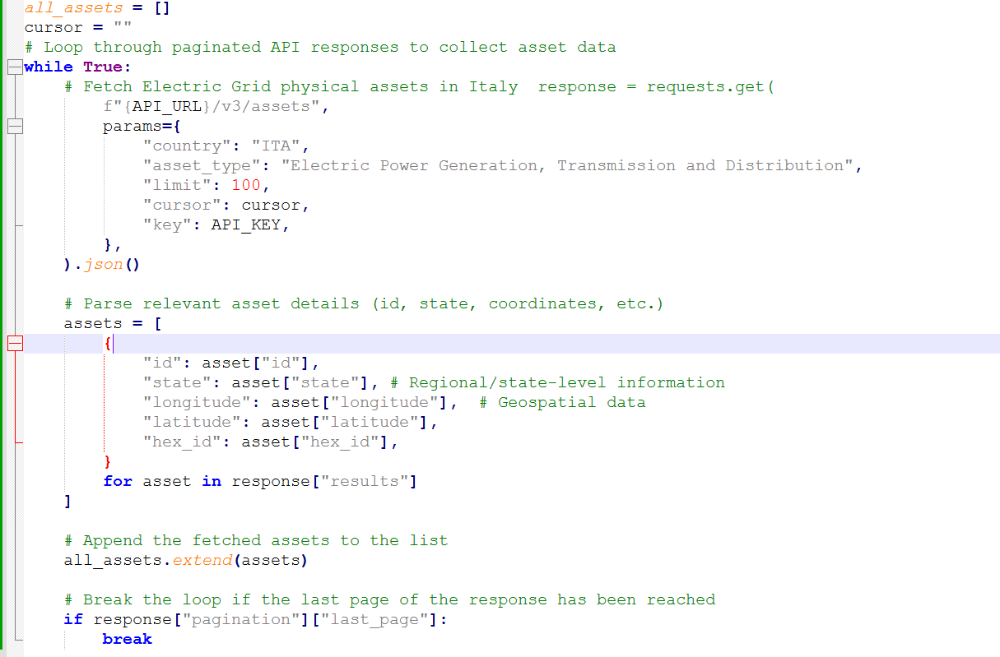 all_assets = []
cursor = ""
# Loop through paginated API responses to collect asset data
while True:
    # Fetch Electric Grid physical assets in Italy  response = requests.get(
        f"{API_URL}/v3/assets",
        params={
            "country": "ITA",
            "asset_type": "Electric Power Generation, Transmission and Distribution",
            "limit": 100,
            "cursor": cursor,
            "key": API_KEY,
        },
    ).json()

    # Parse relevant asset details (id, state, coordinates, etc.)
    assets = [
        {
            "id": asset["id"],
            "state": asset["state"], # Regional/state-level information
            "longitude": asset["longitude"],  # Geospatial data
            "latitude": asset["latitude"],
            "hex_id": asset["hex_id"],
        }
        for asset in response["results"]
    ]

    # Append the fetched assets to the list
    all_assets.extend(assets)

    # Break the loop if the last page of the response has been reached
    if response["pagination"]["last_page"]:
        break